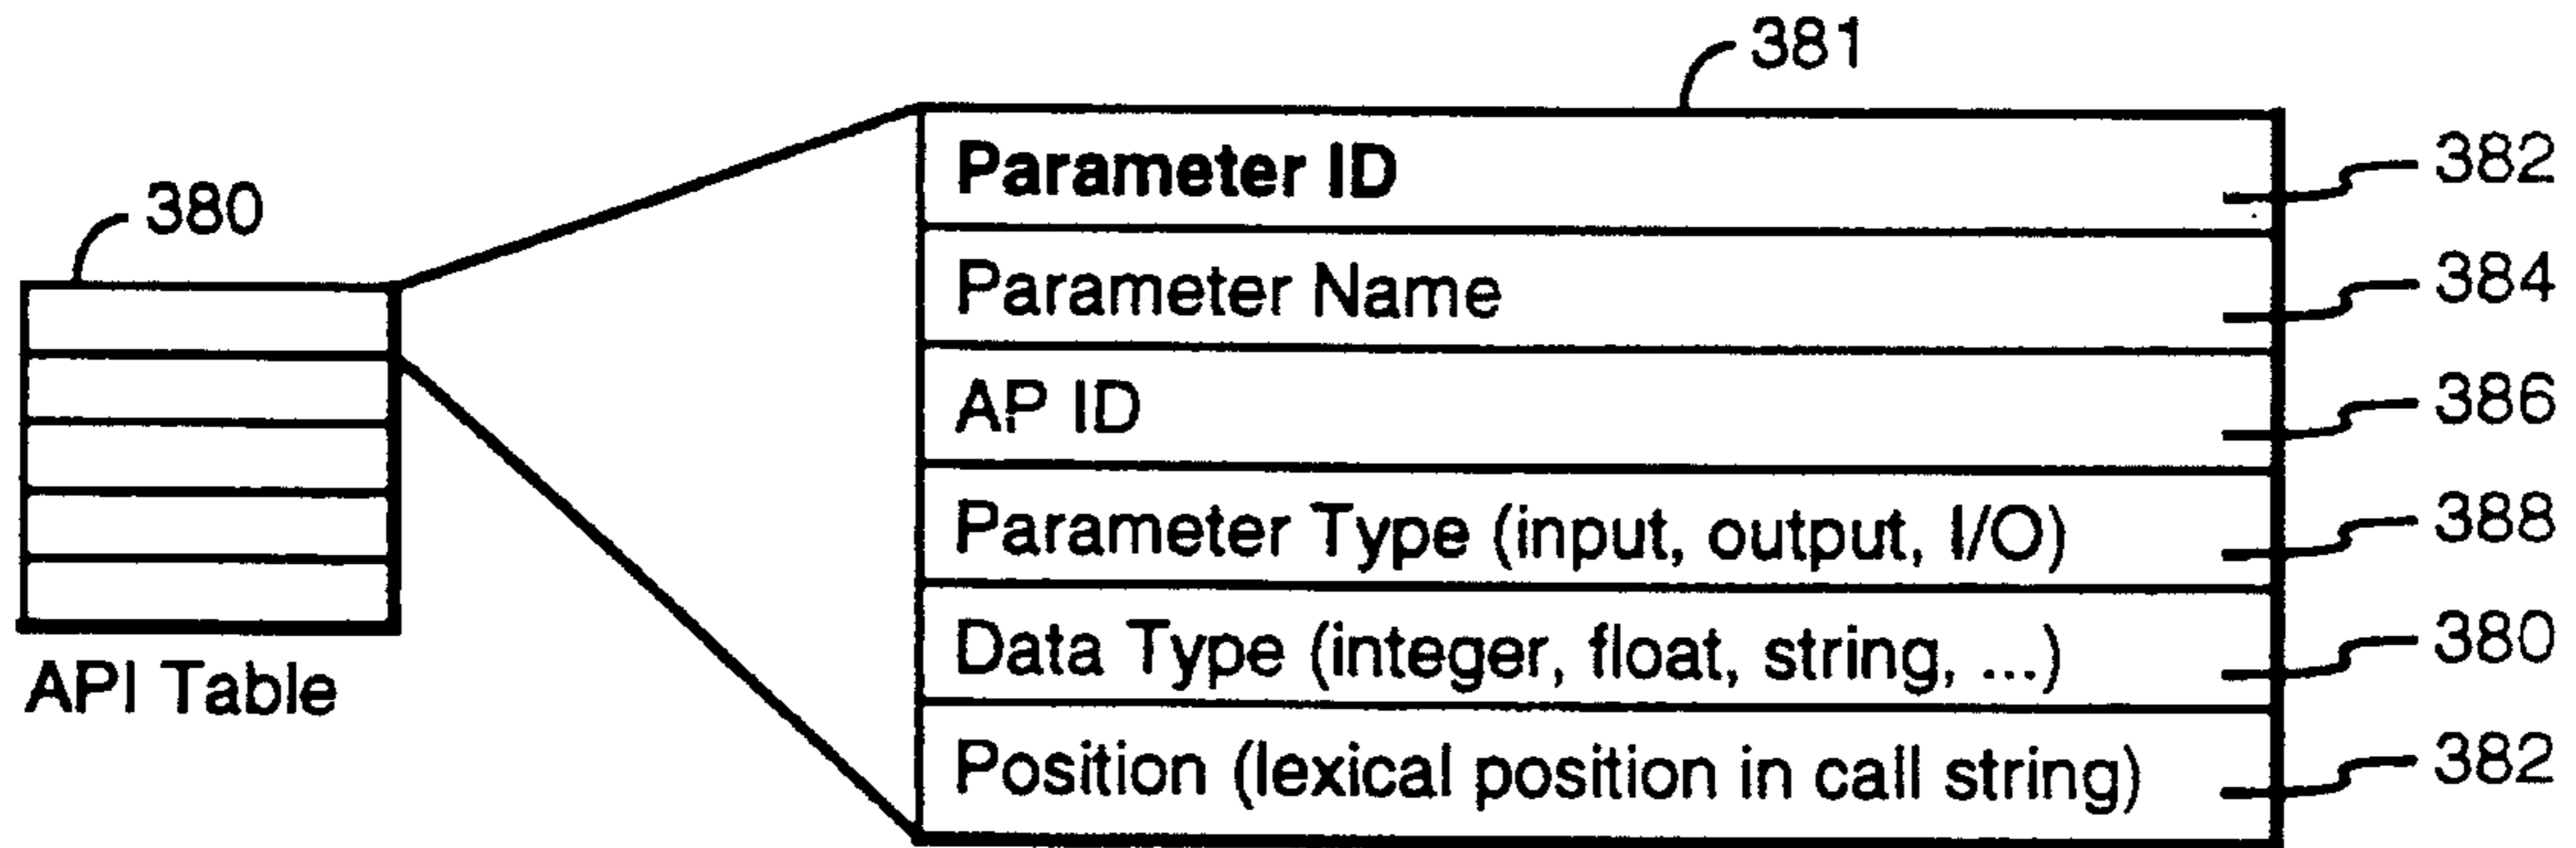 381
Parameter ID
382
380
Parameter Name
384
AP ID
386
Parameter Type (input, output, I/O)
388
Data Type (integer, float, string, ...)
380
API Table
Position (lexical position in call string)
382